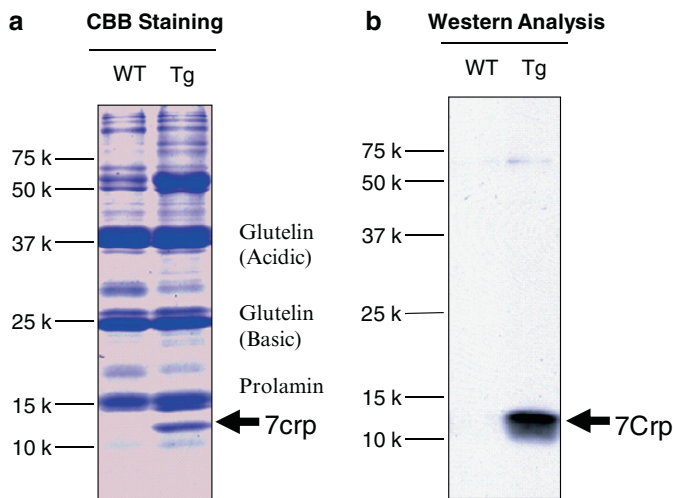 a
CBB Staining
WT Tg
75 k
50 k
37 k
25 k
15 k
10 k
Glutelin
(Acidic)
Glutelin
(Basic)
Prolamin
7crp
b
Western Analysis
WT Tg
75 k
50 k
37 k
25 k
15 k
10 k
7Crp